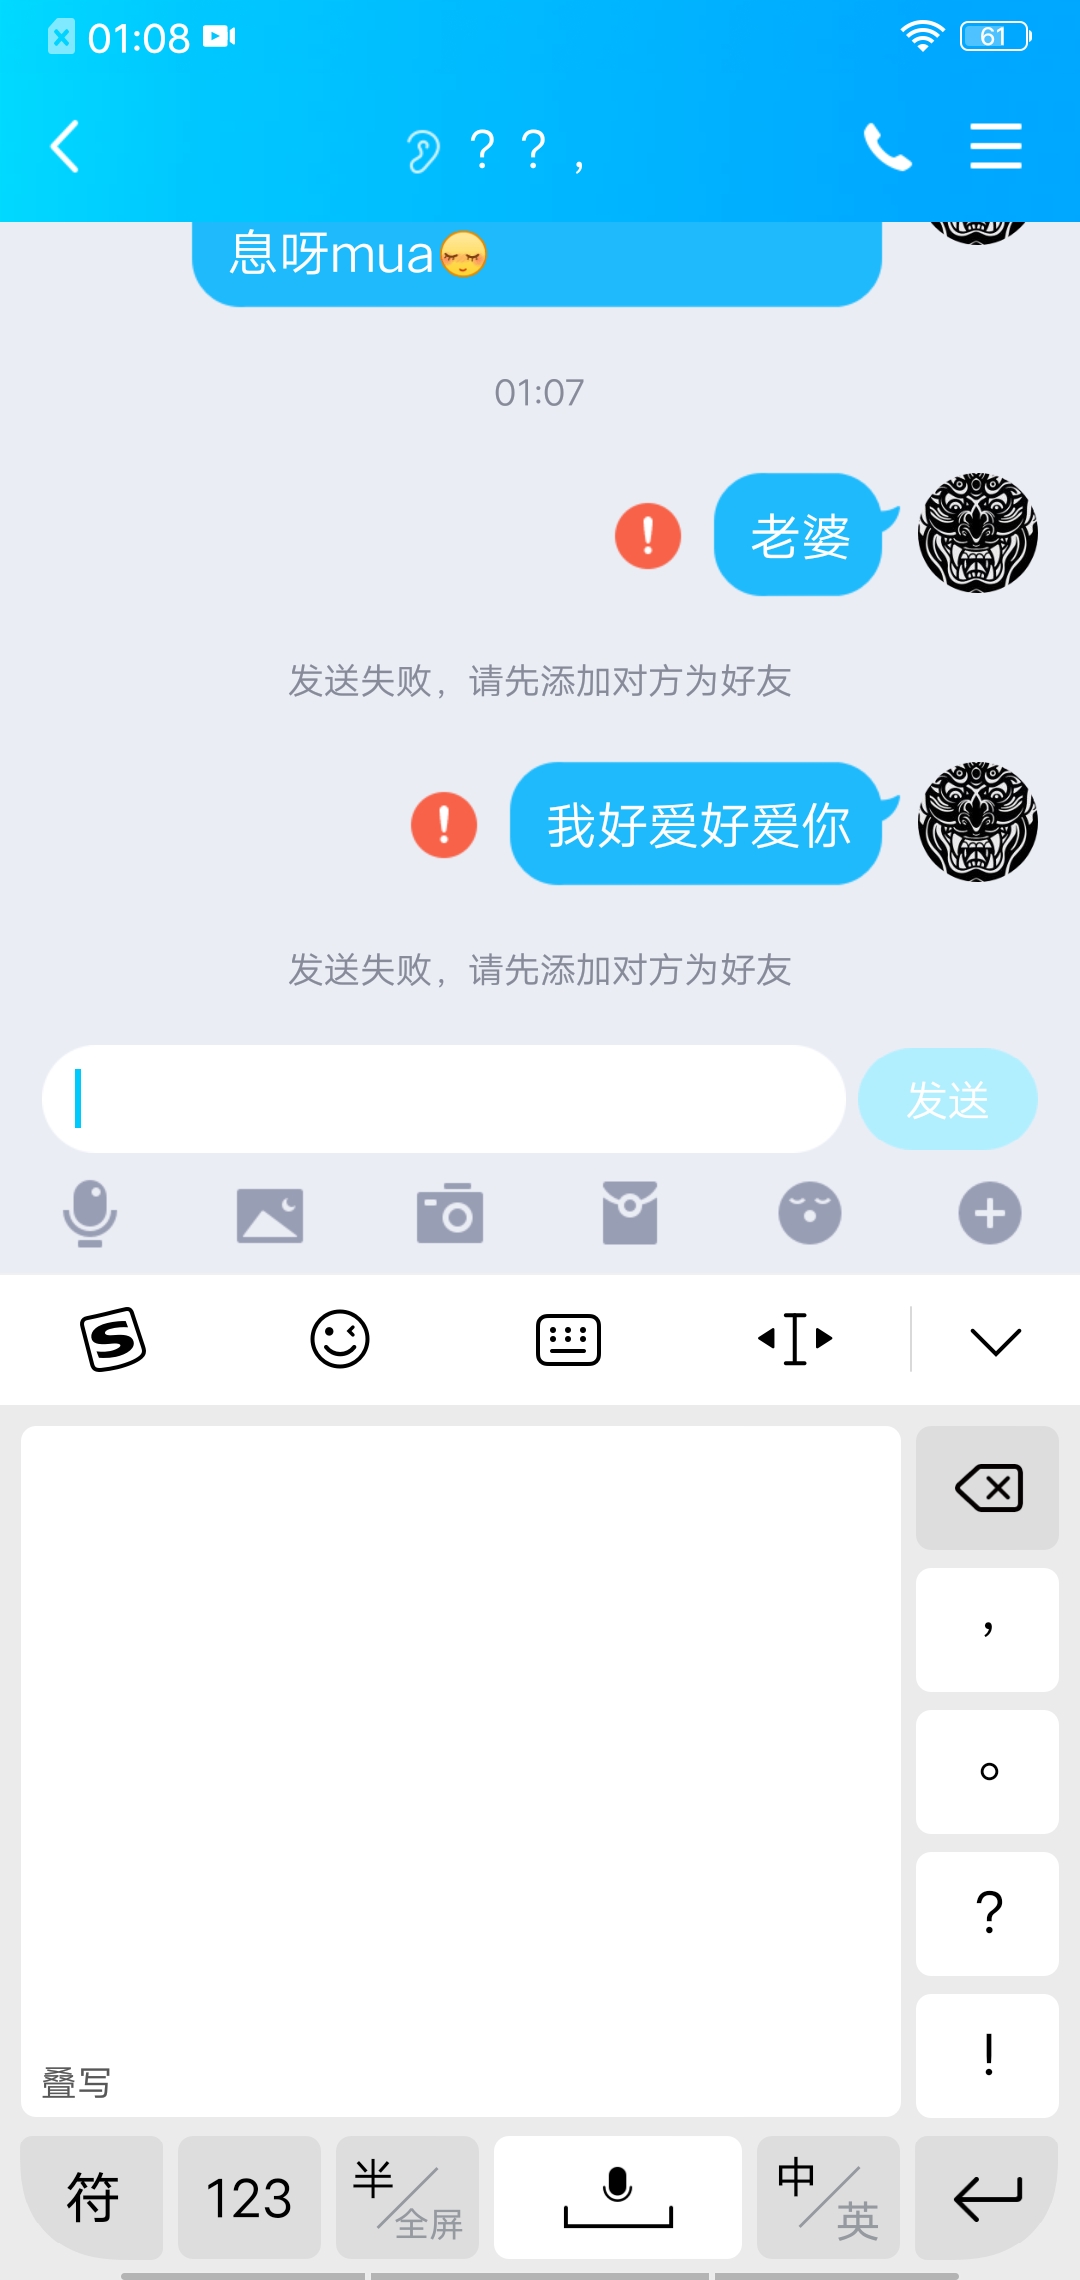 01:08
61
？？，
息呀mua
01:07
老婆
发送失败，请先添加对方为好友
我好爱好爱你
发送失败，请先添加对方为好友
发送
，
。
?
!
叠写
符
123
半/全屏
中/英